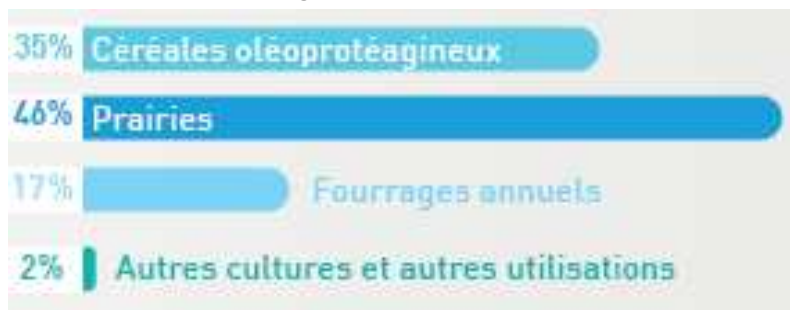 35% Céréales oléoprotéagineux
46% Prairies
17% Fourrages annuels
2% Autres cultures et autres utilisations